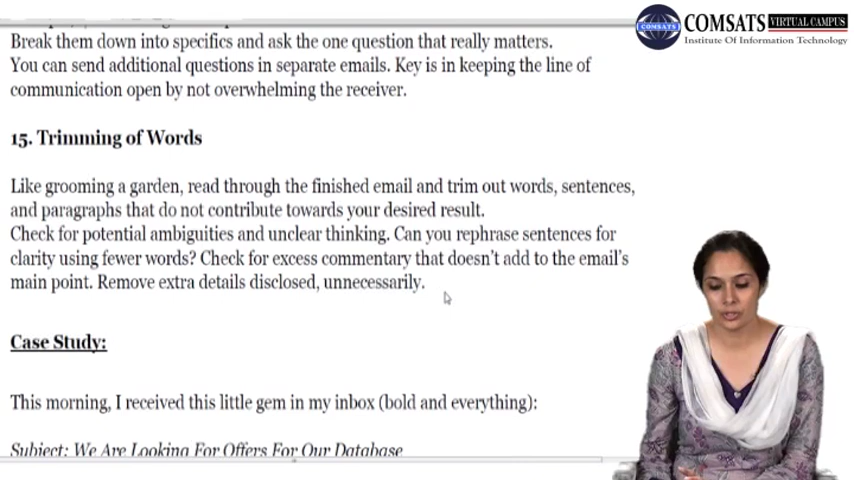 COMSATS VIRTUAL CAMPUS
COMSATS
Institute Of Information Technology
Break them down into specifics and ask the one question that really matters.
You can send additional questions in separate emails. Key is in keeping the line of
communication open by not overwhelming the receiver.
15. Trimming of Words
Like grooming a garden, read through the finished email and trim out words, sentences,
and paragraphs that do not contribute towards your desired result.
Check for potential ambiguities and unclear thinking. Can you rephrase sentences for
clarity using fewer words? Check for excess commentary that doesn't add to the email's
main point. Remove extra details disclosed, unnecessarily.
Case Study:
This morning, I received this little gem in my inbox (bold and everything):
Subject: We Are Looking For Offers For Our Database